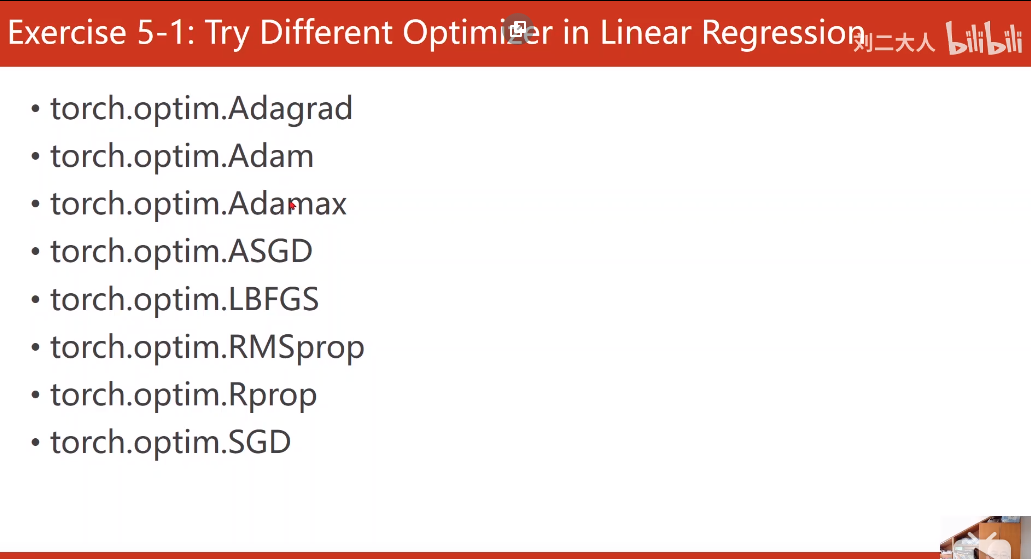 Exercise 5-1: Try Different Optimizer in Linear Regression
刘二大人 bilibili
• torch.optim.Adagrad
• torch.optim.Adam
• torch.optim.Adamax
• torch.optim.ASGD
• torch.optim.LBFGS
• torch.optim.RMSprop
• torch.optim.Rprop
• torch.optim.SGD